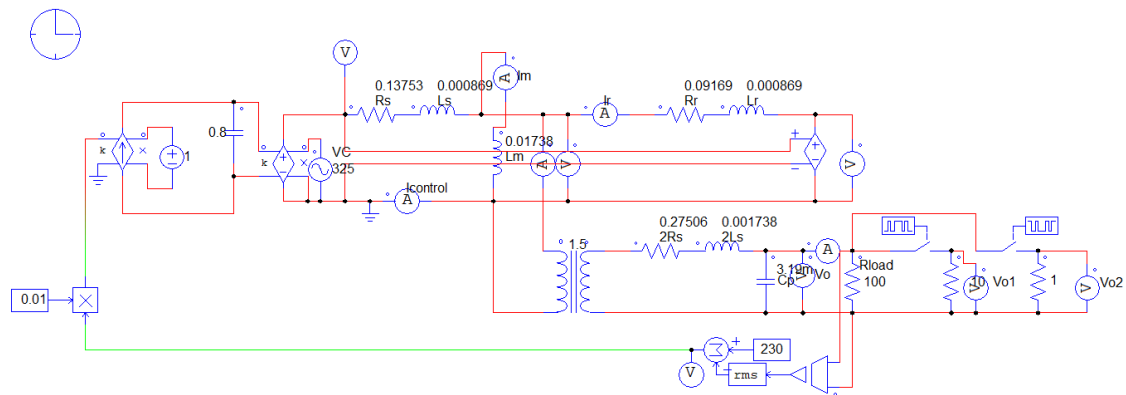 V
0.13753
0.000869
Im
A
0.09169
0.000869
Rs
Ls
Ir
Rr
Lr
A
0.8
k
x
1
k
x
VC
325
0.01738
Lm
A
V
V
Icontrol
A
1.5
0.27506
0.001738
2Rs
2Ls
A
3.19m
Cp
V
Vo
Rload
100
10
V
Vo1
1
V
Vo2
0.01
X
Σ
230
V
rms